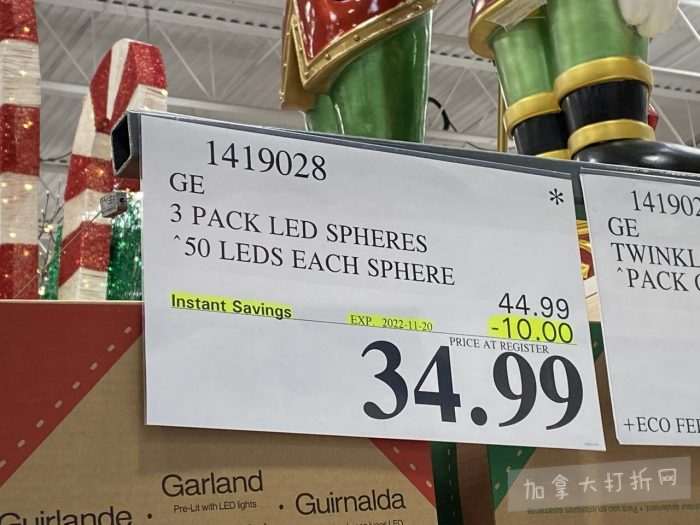 1419028
GE
*
3 PACK LED SPHERES
^50 LEDS EACH SPHERE
44.99
Instant Savings EXP. 2022-11-20 -10.00
PRICE AT REGISTER
34.99
GE
TWINKL
^PACK
+ECO FEE
Garland
Pre-Lit with LED lights
Guirlande • Guirnalda
加拿大打折网